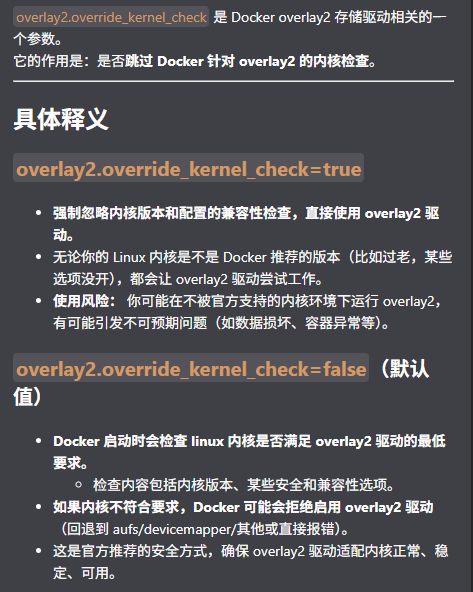 overlay2.override_kernel_check 是 Docker overlay2 存储驱动相关的一
个参数。
它的作用是：是否跳过 Docker 针对 overlay2 的内核检查。
具体释义
overlay2.override_kernel_check=true
• 强制忽略内核版本和配置的兼容性检查，直接使用 overlay2 驱
动。
• 无论你的 Linux 内核是不是 Docker 推荐的版本（比如过老，某些
选项没开），都会让 overlay2 驱动尝试工作。
• 使用风险： 你可能在不被官方支持的内核环境下运行 overlay2，
有可能引发不可预期问题（如数据损坏、容器异常等）。
overlay2.override_kernel_check=false（默认
值）
• Docker 启动时会检查 linux 内核是否满足 overlay2 驱动的最低
要求。
◦ 检查内容包括内核版本、某些安全和兼容性选项。
• 如果内核不符合要求，Docker 可能会拒绝启用 overlay2 驱动
（回退到 aufs/devicemapper/其他或直接报错）。
• 这是官方推荐的安全方式，确保 overlay2 驱动适配内核正常、稳
定、可用。